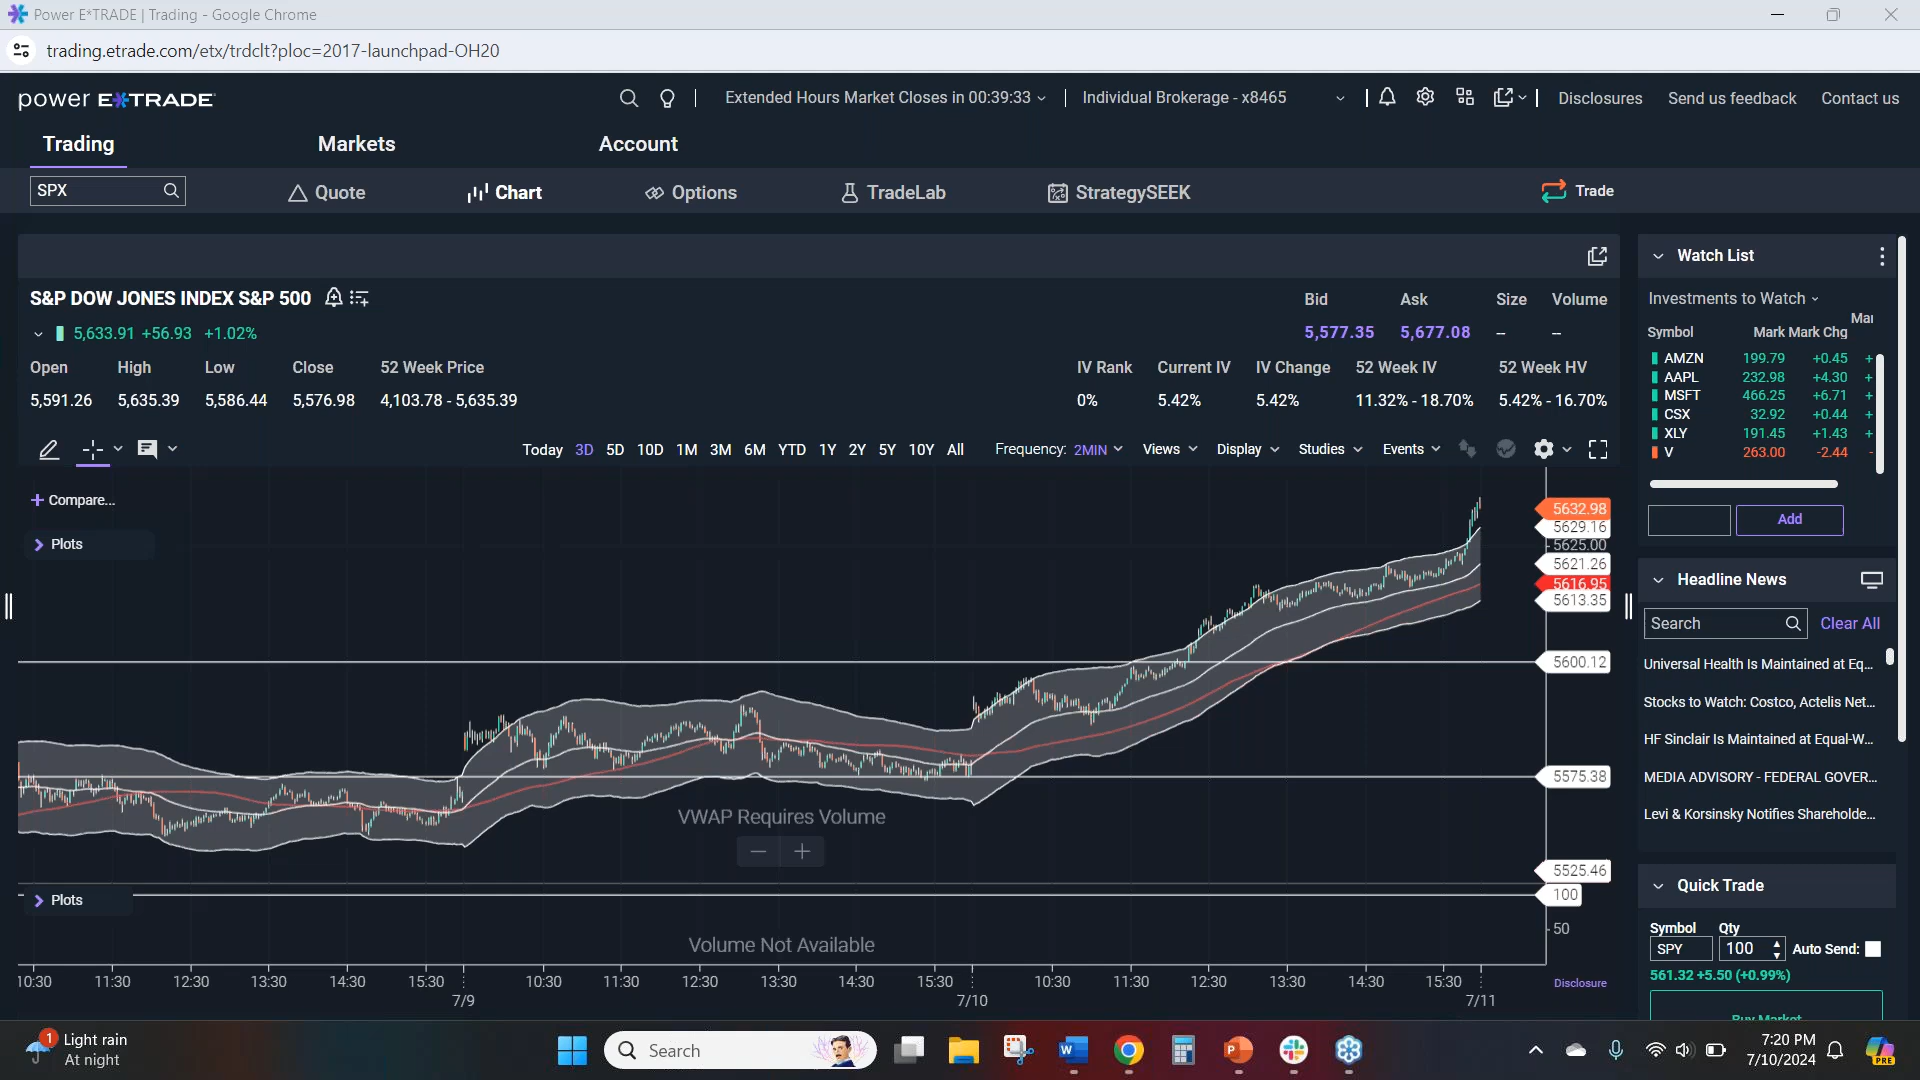 Power E*TRADE | Trading - Google Chrome
trading.etrade.com/etx/trdclt?ploc=2017-launchpad-OH20
power E*TRADE
Extended Hours Market Closes in 00:39:33
Individual Brokerage - x8465
Disclosures
Send us feedback
Contact us
Trading
Markets
Account
SPX
Quote
Chart
Options
TradeLab
StrategySEEK
Trade
S&P DOW JONES INDEX S&P 500
5,633.91 +56.93 +1.02%
Bid Ask Size Volume
5,577.35 5,677.08 -- --
Open High Low Close 52 Week Price
5,591.26 5,635.39 5,586.44 5,576.98 4,103.78 - 5,635.39
IV Rank Current IV IV Change 52 Week IV 52 Week HV
0% 5.42% 5.42% 11.32% - 18.70% 5.42% - 16.70%
Today 3D 5D 10D 1M 3M 6M YTD 1Y 2Y 5Y 10Y All
Frequency: 2MIN Views Display Studies Events
+ Compare...
Plots
5632.98
5629.16
5625.00
5621.26
5616.95
5613.35
5600.12
5575.38
5525.46
VWAP Requires Volume
− +
Plots
100
50
Volume Not Available
10:30 11:30 12:30 13:30 14:30 15:30 10:30 11:30 12:30 13:30 14:30 15:30 10:30 11:30 12:30 13:30 14:30 15:30
7/9 7/10 7/11
Disclosure
Watch List
Investments to Watch
Symbol Mark Mark Chg Mar
AMZN 199.79 +0.45 +
AAPL 232.98 +4.30 +
MSFT 466.25 +6.71 +
CSX 32.92 +0.44 +
XLY 191.45 +1.43 +
V 263.00 -2.44 -
Add
Headline News
Search
Clear All
Universal Health Is Maintained at Eq...
Stocks to Watch: Costco, Actelis Net...
HF Sinclair Is Maintained at Equal-W...
MEDIA ADVISORY - FEDERAL GOVER...
Levi & Korsinsky Notifies Shareholde...
Quick Trade
Symbol Qty
SPY 100 Auto Send:
561.32 +5.50 (+0.99%)
Buy Market
1
Light rain
At night
Search
7:20 PM
7/10/2024
PRE